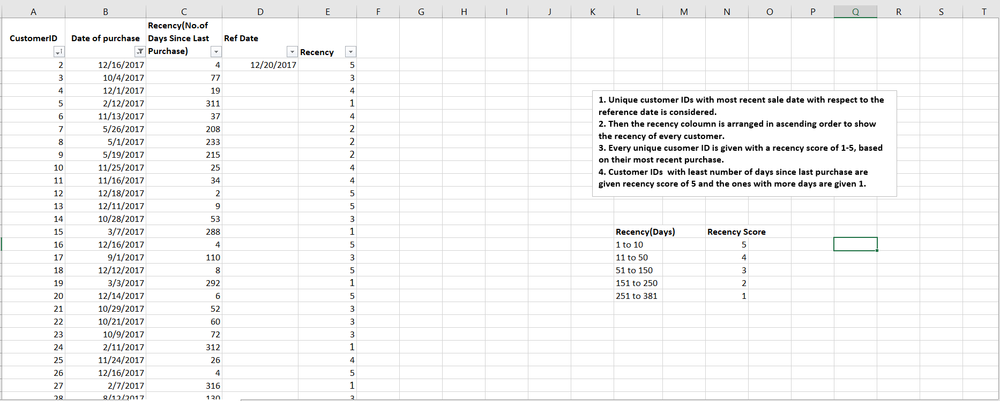 A B C D E F G H I J K L M N O P Q R S T
CustomerID Date of purchase Recency(No.of Days Since Last Purchase) Ref Date Recency
2 12/16/2017 4 12/20/2017 5
3 10/4/2017 77 3
4 12/1/2017 19 4
5 2/12/2017 311 1
6 11/13/2017 37 4
7 5/26/2017 208 2
8 5/1/2017 233 2
9 5/19/2017 215 2
10 11/25/2017 25 4
11 11/16/2017 34 4
12 12/18/2017 2 5
13 12/11/2017 9 5
14 10/28/2017 53 3
15 3/7/2017 288 1
16 12/16/2017 4 5
17 9/1/2017 110 3
18 12/12/2017 8 5
19 3/3/2017 292 1
20 12/14/2017 6 5
21 10/29/2017 52 3
22 10/21/2017 60 3
23 10/9/2017 72 3
24 2/11/2017 312 1
25 11/24/2017 26 4
26 12/16/2017 4 5
27 2/7/2017 316 1
28 8/12/2017 130 3
1. Unique customer IDs with most recent sale date with respect to the
reference date is considered.
2. Then the recency coloumn is arranged in ascending order to show
the recency of every customer.
3. Every unique cusomer ID is given with a recency score of 1-5, based
on their most recent purchase.
4. Customer IDs  with least number of days since last purchase are
given recency score of 5 and the ones with more days are given 1.
Recency(Days) Recency Score
1 to 10 5
11 to 50 4
51 to 150 3
151 to 250 2
251 to 381 1